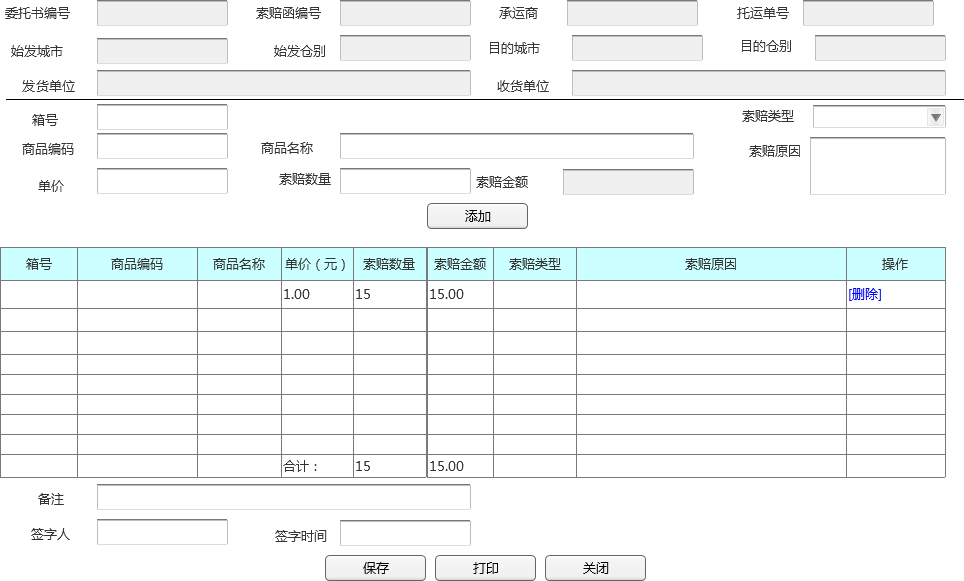 委托书编号 索赔函编号 承运商 托运单号
始发城市 始发仓别 目的城市 目的仓别
发货单位 收货单位
箱号 索赔类型
商品编码 商品名称 索赔原因
单价 索赔数量 索赔金额
添加
箱号 商品编码 商品名称 单价（元） 索赔数量 索赔金额 索赔类型 索赔原因 操作
1.00 15 15.00 [删除]
合计： 15 15.00
备注
签字人 签字时间
保存 打印 关闭